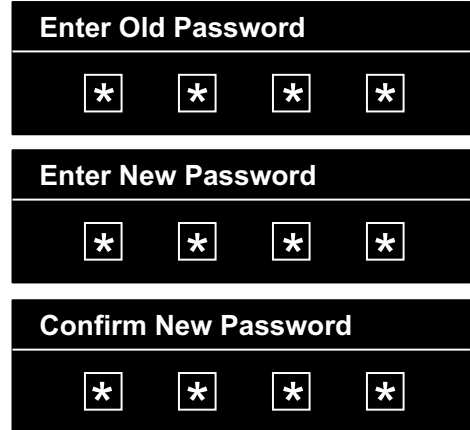 Enter Old Password
* * * *
Enter New Password
* * * *
Confirm New Password
* * * *